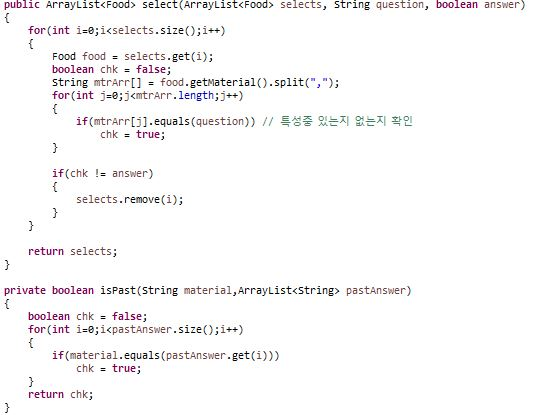 public ArrayList<Food> select(ArrayList<Food> selects, String question, boolean answer)
{
    for(int i=0;i<selects.size();i++)
    {
        Food food = selects.get(i);
        boolean chk = false;
        String mtrArr[] = food.getMaterial().split(",");
        for(int j=0;j<mtrArr.length;j++)
        {
            if(mtrArr[j].equals(question)) // 특성중 있는지 없는지 확인
                chk = true;
        }

        if(chk != answer)
        {
            selects.remove(i);
        }
    }

    return selects;
}

private boolean isPast(String material,ArrayList<String> pastAnswer)
{
    boolean chk = false;
    for(int i=0;i<pastAnswer.size();i++)
    {
        if(material.equals(pastAnswer.get(i)))
            chk = true;
    }
    return chk;
}